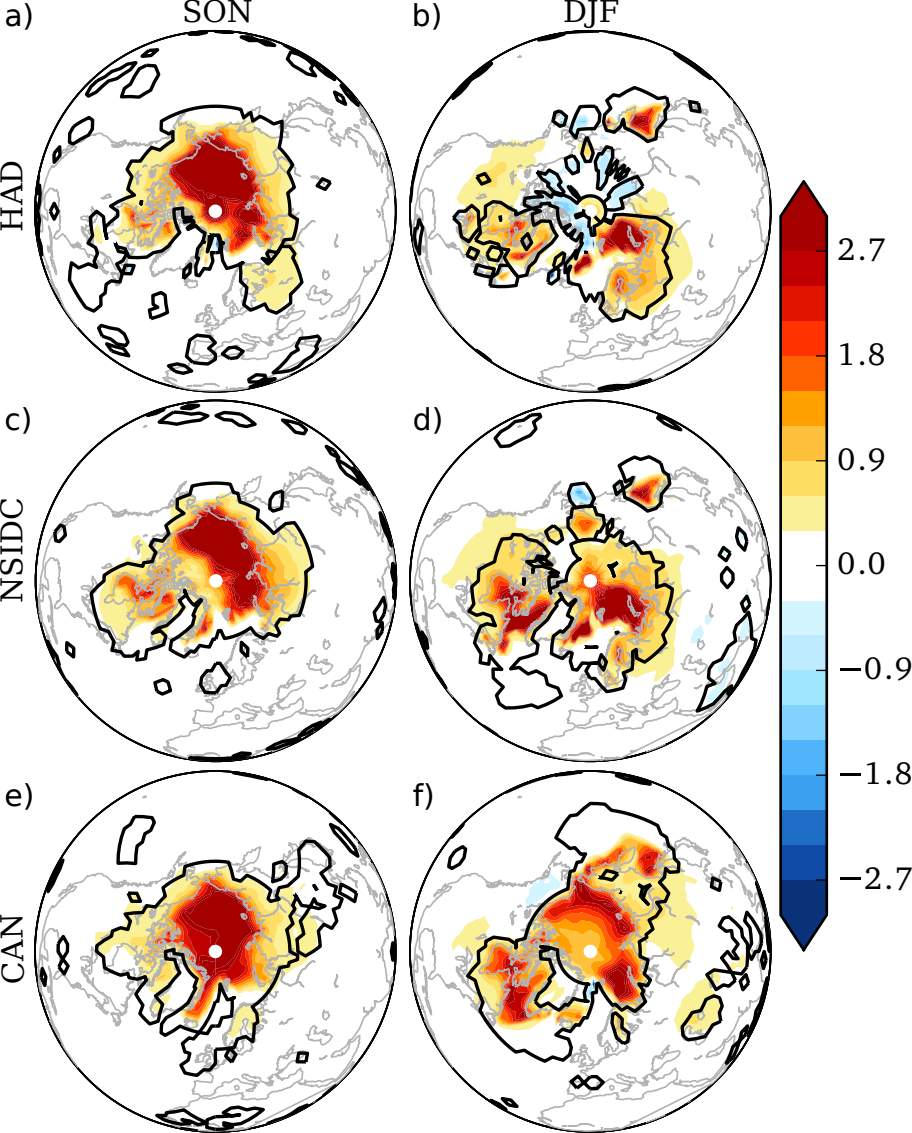 SON DJF
a) b)
HAD
2.7
1.8
c) d)
0.9
NSIDC
0.0
−0.9
−1.8
e) f)
−2.7
CAN